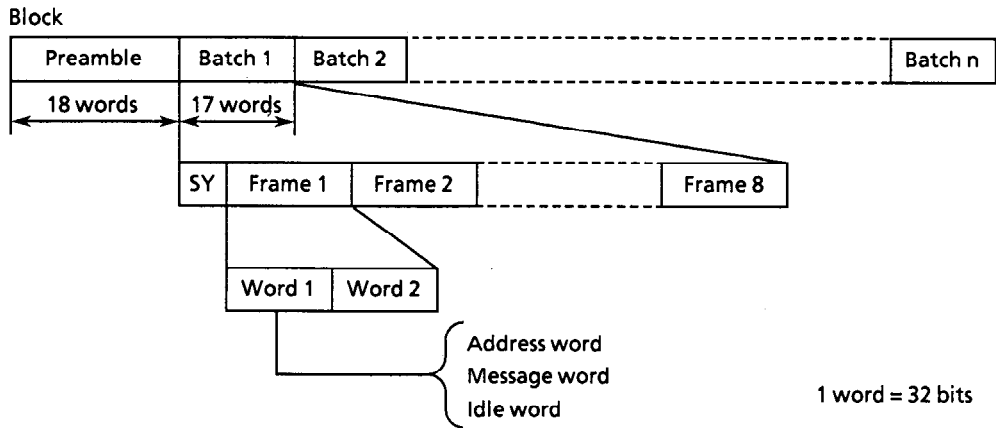 Block
Preamble Batch 1 Batch 2 Batch n
18 words 17 words
SY Frame 1 Frame 2 Frame 8
Word 1 Word 2
Address word
Message word
Idle word
1 word = 32 bits